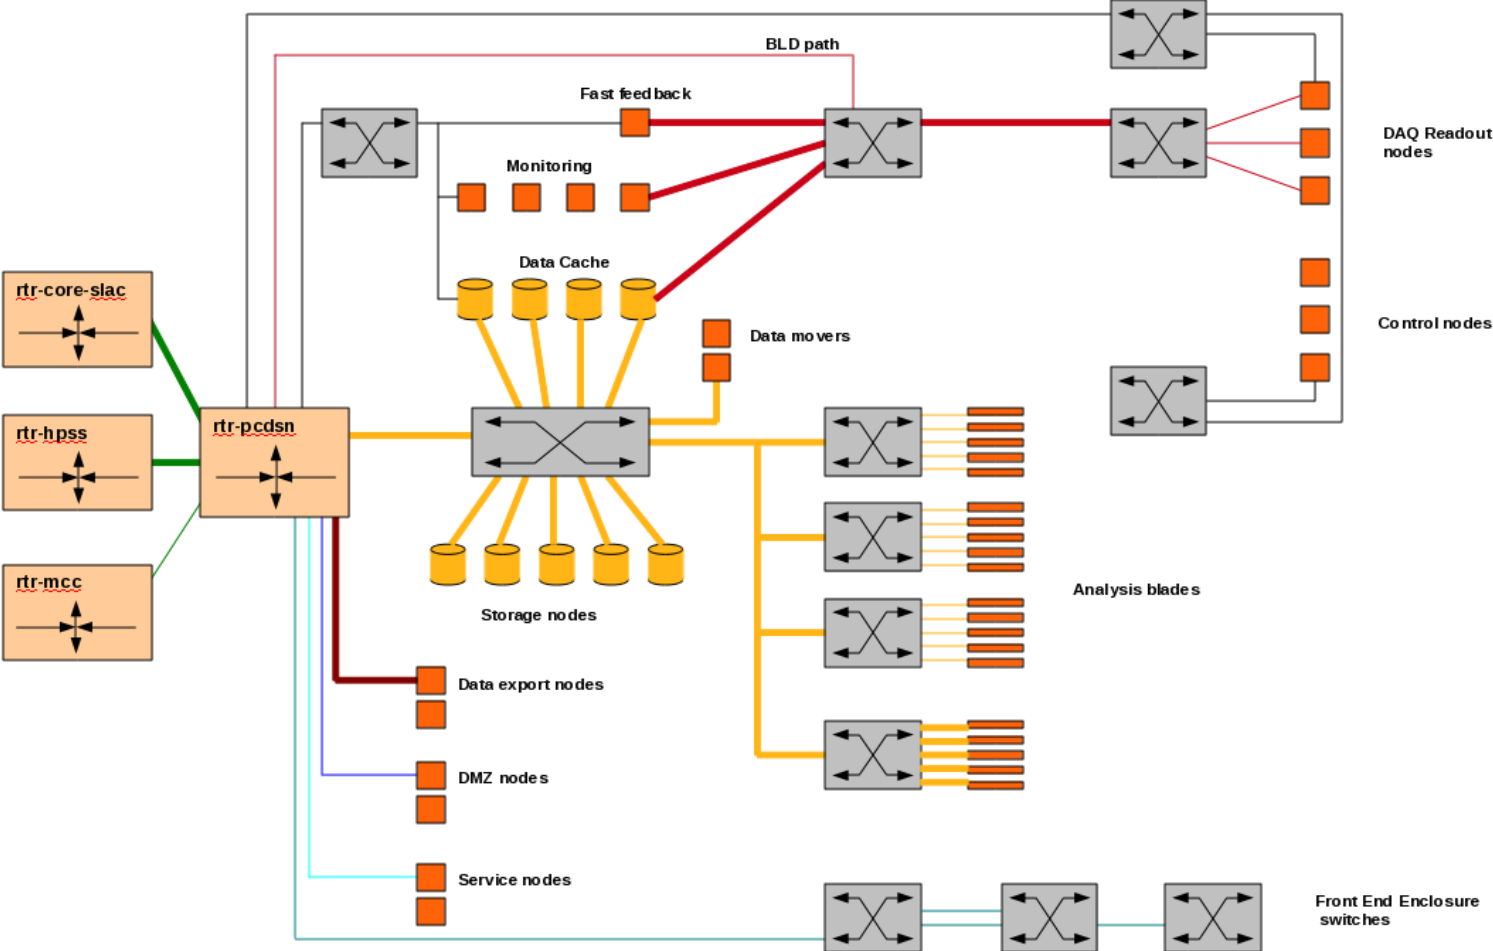 BLD path
Fast feedback
DAQ Readout
nodes
Monitoring
Data Cache
rtr-core-slac
Control nodes
Data movers
rtr-hpss
rtr-pcdsn
rtr-mcc
Analysis blades
Storage nodes
Data export nodes
DMZ nodes
Service nodes
Front End Enclosure
switches